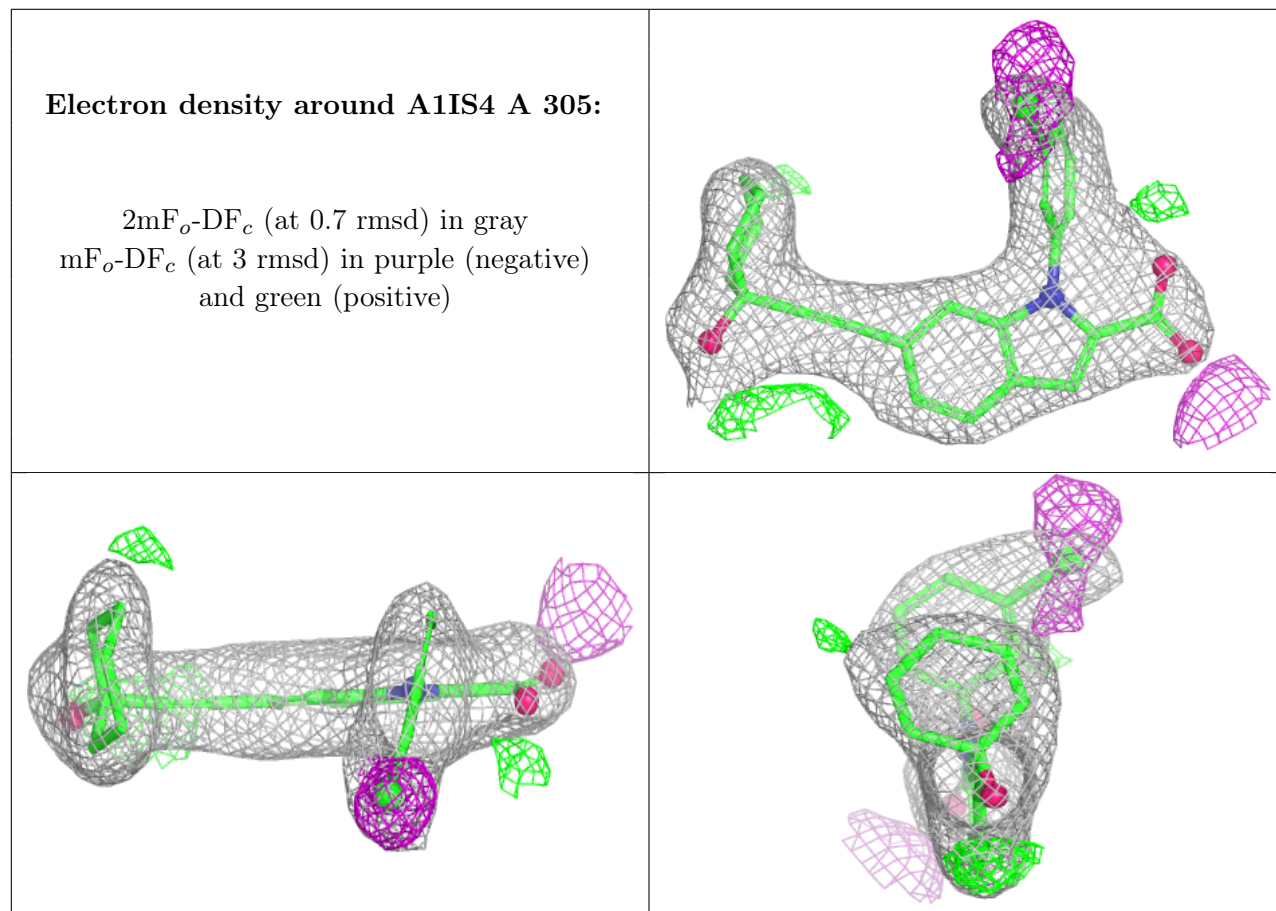 Electron density around A1IS4 A 305:
2mFo-DFc (at 0.7 rmsd) in gray
mFo-DFc (at 3 rmsd) in purple (negative)
and green (positive)